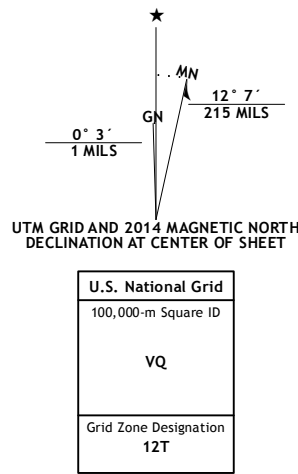 MN
GN
12° 7´
215 MILS
0° 3´
1 MILS
UTM GRID AND 2014 MAGNETIC NORTH
DECLINATION AT CENTER OF SHEET
U.S. National Grid
100,000-m Square ID
VQ
Grid Zone Designation
12T